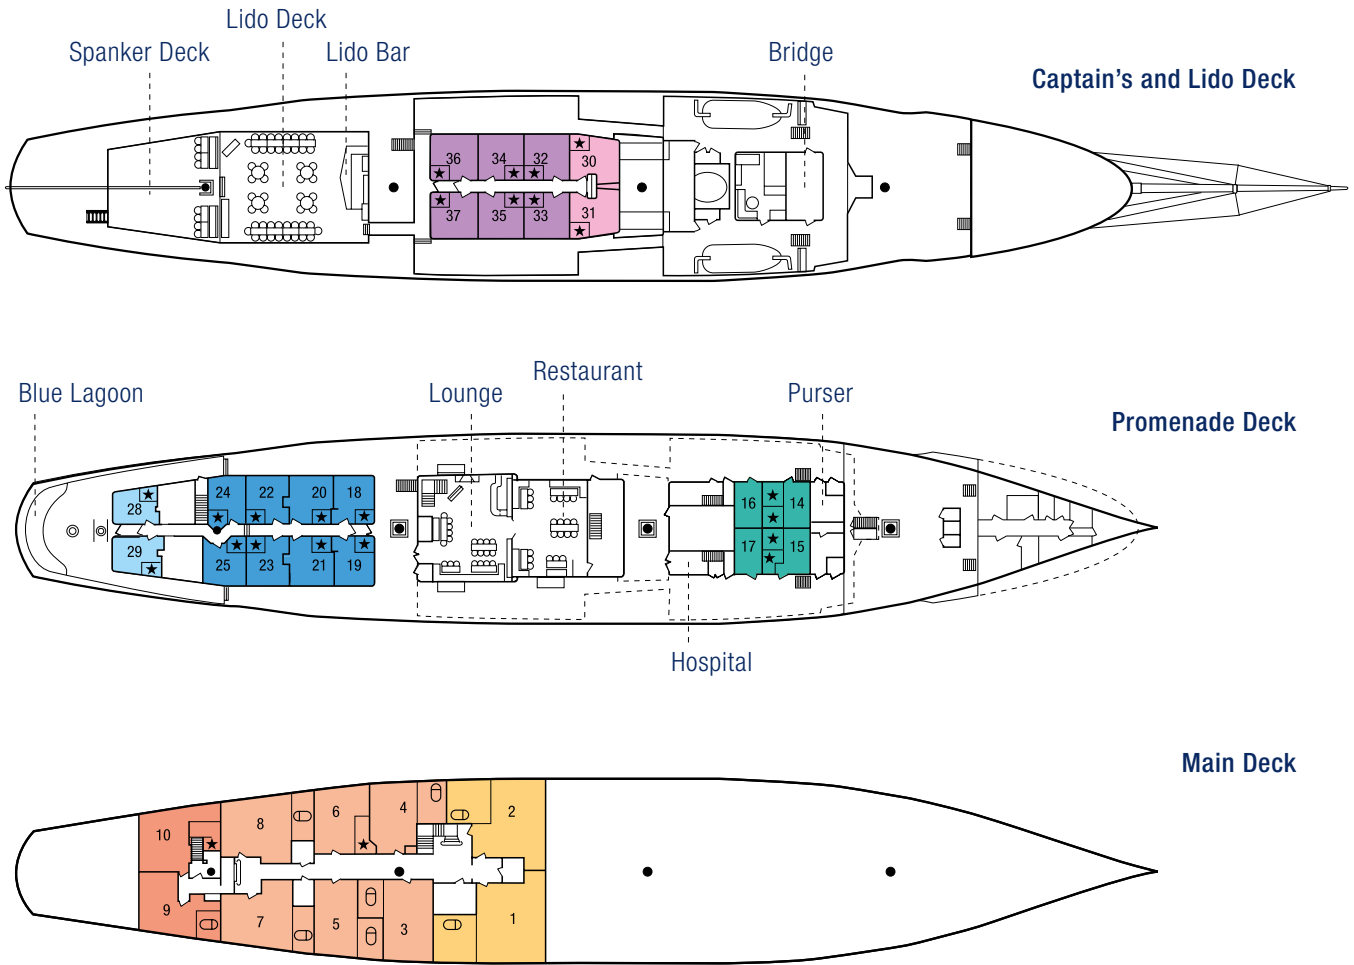 Lido Deck
Spanker Deck
Lido Bar
Bridge
Captain's and Lido Deck
36
34
32
30
37
35
33
31
Restaurant
Blue Lagoon
Lounge
Purser
Promenade Deck
24
22
20
18
28
16
14
29
25
23
21
19
17
15
Hospital
Main Deck
10
8
6
4
2
9
7
5
3
1